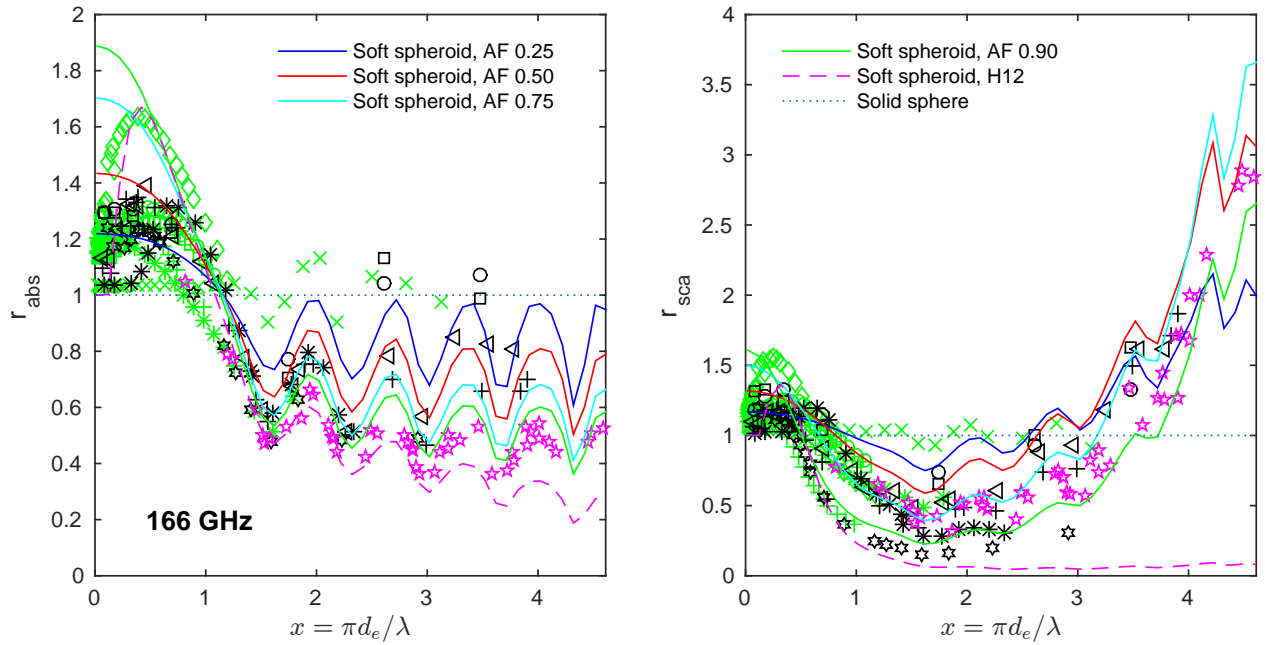 2
1.8
1.6
1.4
1.2
1
0.8
0.6
0.4
0.2
0
r_abs
Soft spheroid, AF 0.25
Soft spheroid, AF 0.50
Soft spheroid, AF 0.75
166 GHz
0 1 2 3 4
x = πd_e/λ
4
3.5
3
2.5
2
1.5
1
0.5
0
r_sca
Soft spheroid, AF 0.90
Soft spheroid, H12
Solid sphere
0 1 2 3 4
x = πd_e/λ